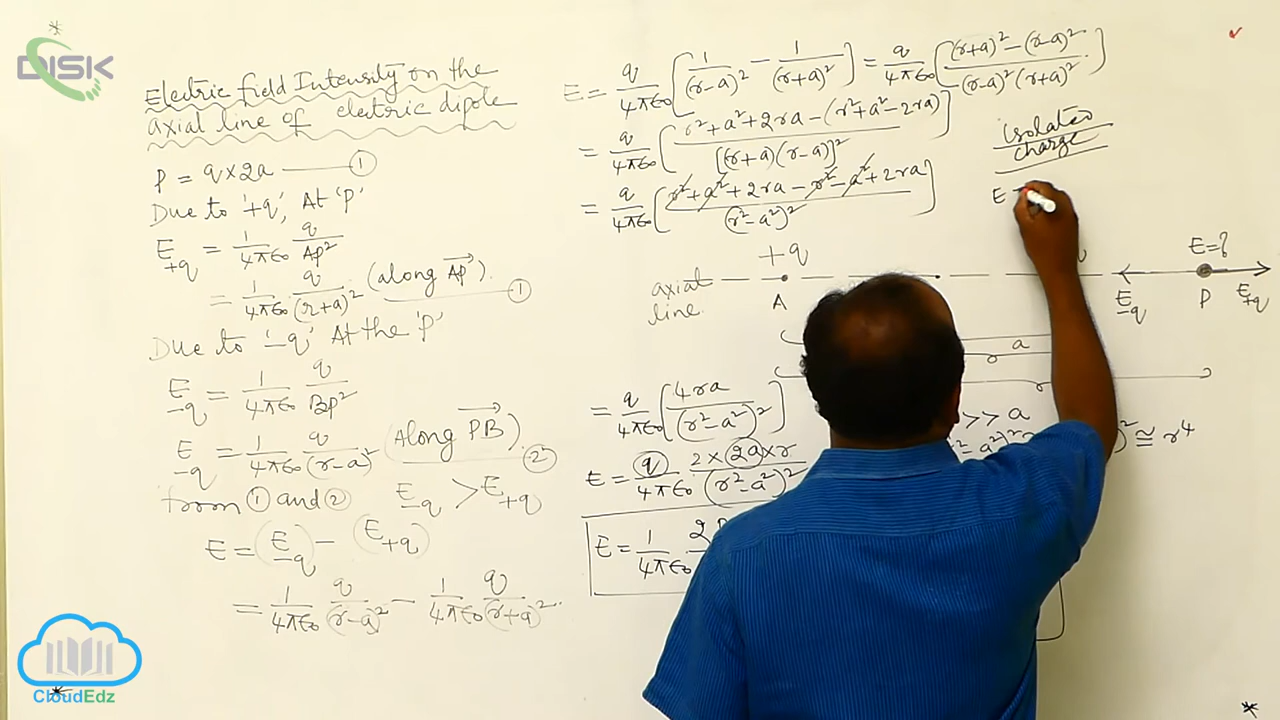 DISK
Electric field Intensity on the
axial line of electric dipole
P = q × 2a ——— ①
Due to '+q', At 'P'
E+q = 1/4πε₀ q/AP²
= 1/4πε₀ · q/(r+a)² (along AP→). ——— ①
Due to '−q' At the 'P'
E−q = 1/4πε₀ q/BP²
E−q = 1/4πε₀ q/(r−a)² (Along PB→). ——— ②
from ① and ② E−q > E+q
E = (E−q) − (E+q)
= 1/4πε₀ q/(r−a)² − 1/4πε₀ q/(r+a)².
E = q/4πε₀ [1/(r−a)² − 1/(r+a)²] = q/4πε₀ [(r+a)² − (r−a)²/(r−a)² (r+a)²]
= q/4πε₀ [r²+a²+2ra − (r²+a²−2ra)/[(r+a)(r−a)]²]
= q/4πε₀ [r²+a²+2ra − r²−a²+2ra/(r²−a²)²]
isolated
charge
E =
axial
line.
+q
A
E=?
E−q
P
E+q
a
r
r
= q/4πε₀ [4ra/(r²−a²)²]
>> a
≅ r⁴
E = q/4πε₀ 2×2a×r/(r²−a²)²
E = 1/4πε₀
CloudEdz